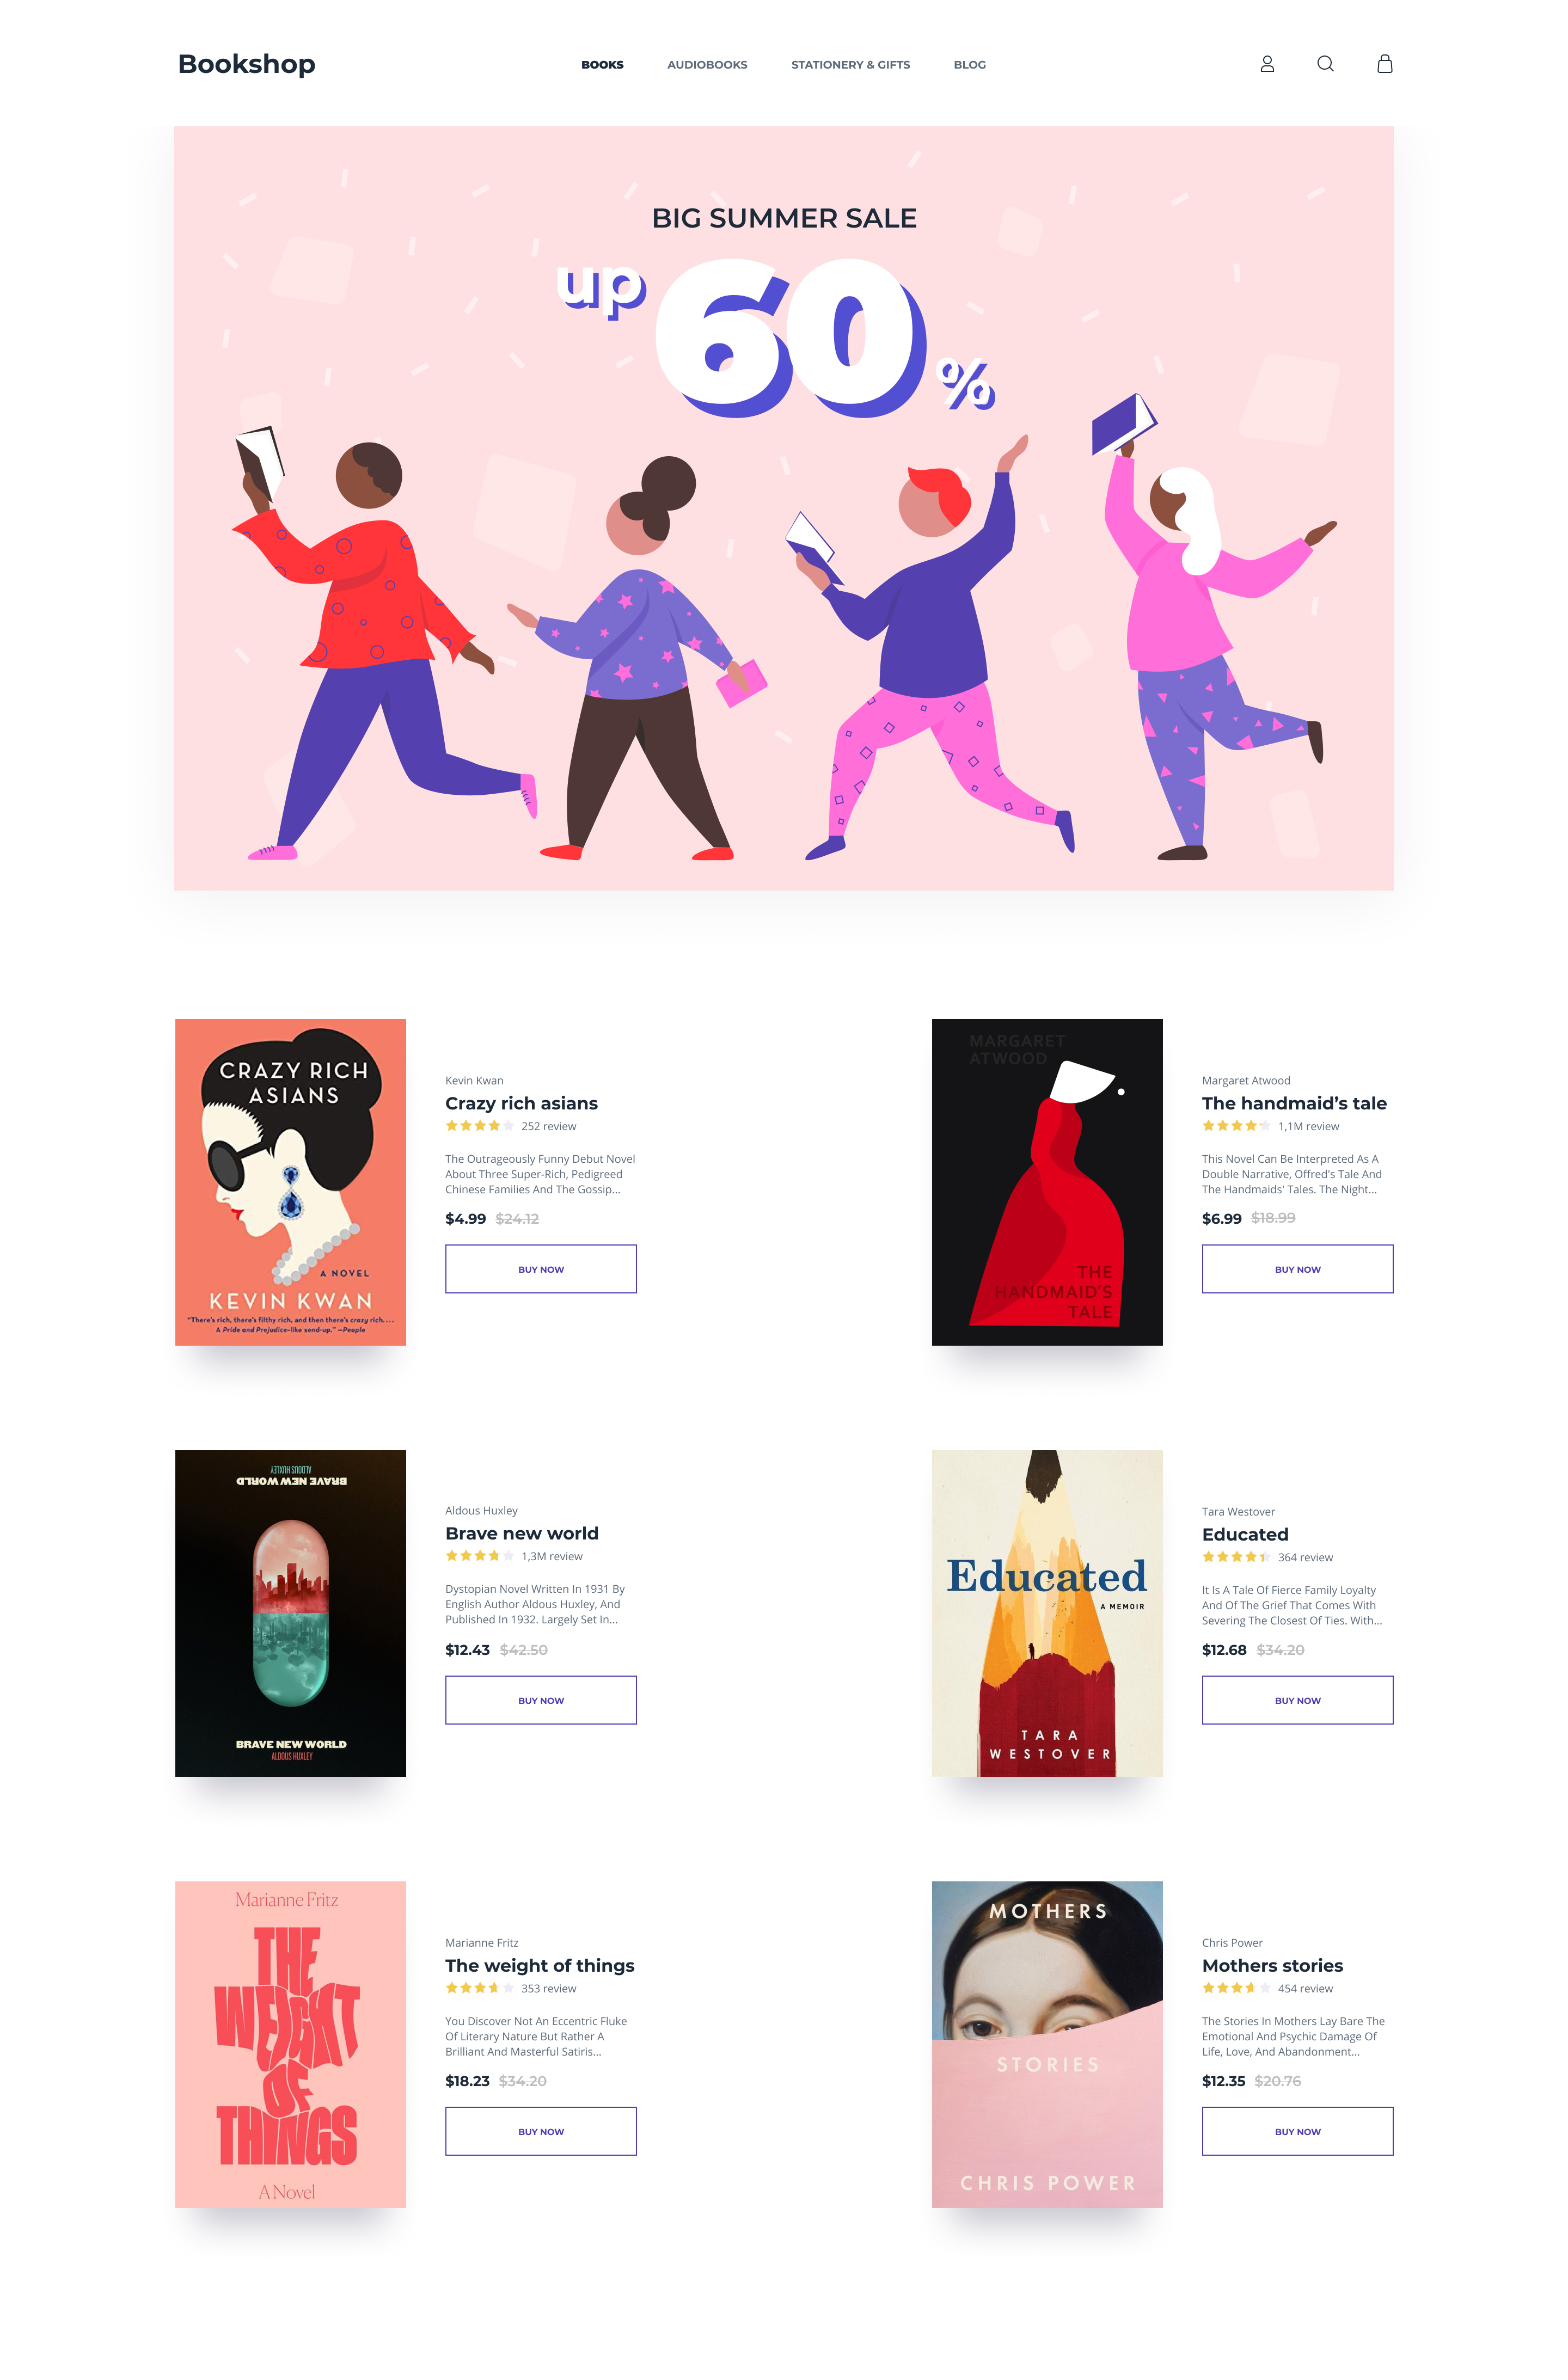 Bookshop
BOOKS
AUDIOBOOKS
STATIONERY & GIFTS
BLOG
BIG SUMMER SALE
up 60 %
CRAZY RICH
ASIANS
A NOVEL
KEVIN KWAN
"There's rich, there's filthy rich, and then there's crazy rich....
A Pride and Prejudice-like send-up." —People
Kevin Kwan
Crazy rich asians
252 review
The Outrageously Funny Debut Novel
About Three Super-Rich, Pedigreed
Chinese Families And The Gossip...
$4.99 $24.12
BUY NOW
MARGARET
ATWOOD
THE
HANDMAID'S
TALE
Margaret Atwood
The handmaid’s tale
1,1M review
This Novel Can Be Interpreted As A
Double Narrative, Offred's Tale And
The Handmaids' Tales. The Night...
$6.99 $18.99
BUY NOW
ALDOUS HUXLEY
BRAVE NEW WORLD
BRAVE NEW WORLD
ALDOUS HUXLEY
Aldous Huxley
Brave new world
1,3M review
Dystopian Novel Written In 1931 By
English Author Aldous Huxley, And
Published In 1932. Largely Set In...
$12.43 $42.50
BUY NOW
Educated
A MEMOIR
TARA
WESTOVER
Tara Westover
Educated
364 review
It Is A Tale Of Fierce Family Loyalty
And Of The Grief That Comes With
Severing The Closest Of Ties. With...
$12.68 $34.20
BUY NOW
Marianne Fritz
THE
WEIGHT
OF
THINGS
A Novel
Marianne Fritz
The weight of things
353 review
You Discover Not An Eccentric Fluke
Of Literary Nature But Rather A
Brilliant And Masterful Satiris...
$18.23 $34.20
BUY NOW
MOTHERS
STORIES
CHRIS POWER
Chris Power
Mothers stories
454 review
The Stories In Mothers Lay Bare The
Emotional And Psychic Damage Of
Life, Love, And Abandonment...
$12.35 $20.76
BUY NOW